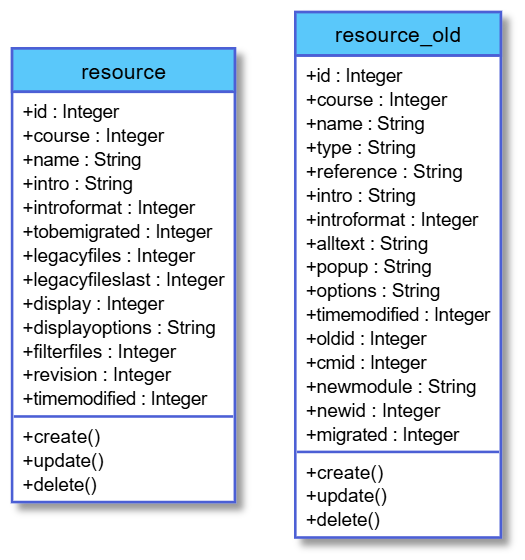 resource
+id : Integer
+course : Integer
+name : String
+intro : String
+introformat : Integer
+tobemigrated : Integer
+legacyfiles : Integer
+legacyfileslast : Integer
+display : Integer
+displayoptions : String
+filterfiles : Integer
+revision : Integer
+timemodified : Integer
+create()
+update()
+delete()
resource_old
+id : Integer
+course : Integer
+name : String
+type : String
+reference : String
+intro : String
+introformat : Integer
+alltext : String
+popup : String
+options : String
+timemodified : Integer
+oldid : Integer
+cmid : Integer
+newmodule : String
+newid : Integer
+migrated : Integer
+create()
+update()
+delete()